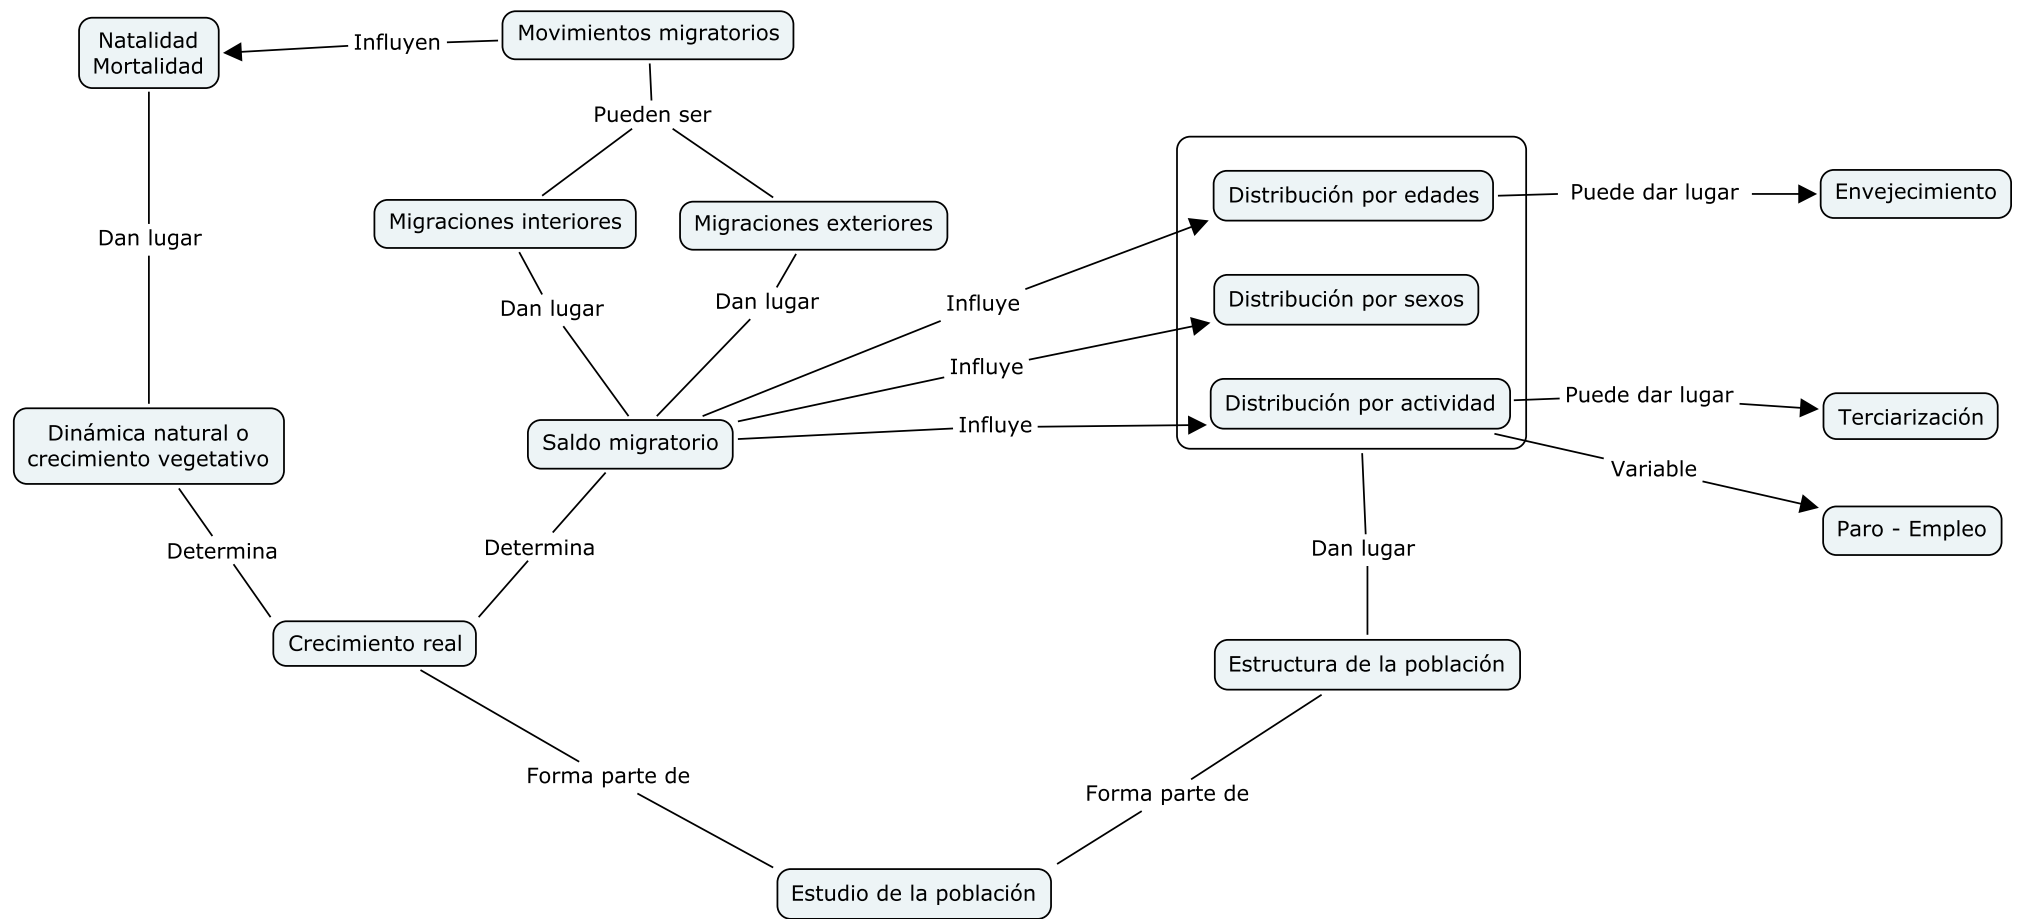 Natalidad
Mortalidad
Influyen
Movimientos migratorios
Pueden ser
Migraciones interiores
Migraciones exteriores
Distribución por edades
Puede dar lugar
Envejecimiento
Dan lugar
Dan lugar
Dan lugar
Influye
Distribución por sexos
Influye
Influye
Distribución por actividad
Puede dar lugar
Terciarización
Variable
Paro - Empleo
Dinámica natural o
crecimiento vegetativo
Saldo migratorio
Determina
Determina
Dan lugar
Crecimiento real
Estructura de la población
Forma parte de
Forma parte de
Estudio de la población